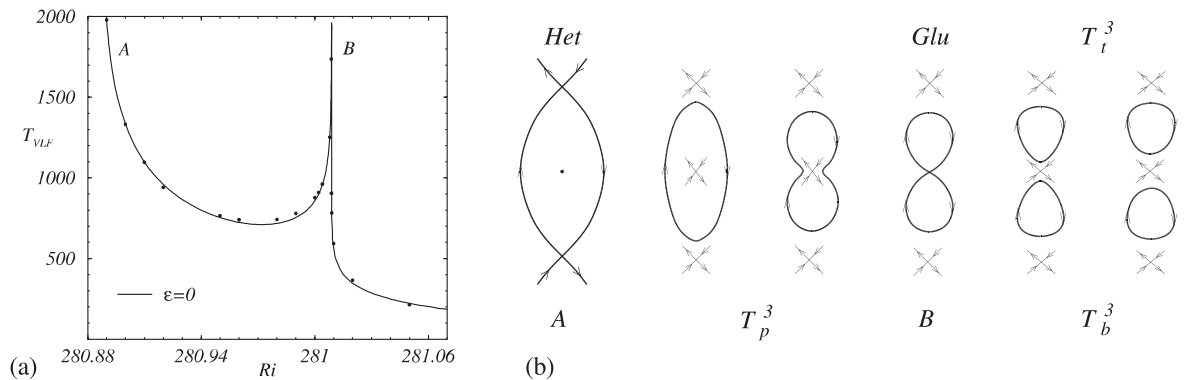 2000
1500
1000
500
T_VLF
A
B
ε=0
280.88
280.94
281
281.06
Ri
(a)
Het
Glu
T_t^3
A
T_p^3
B
T_b^3
(b)